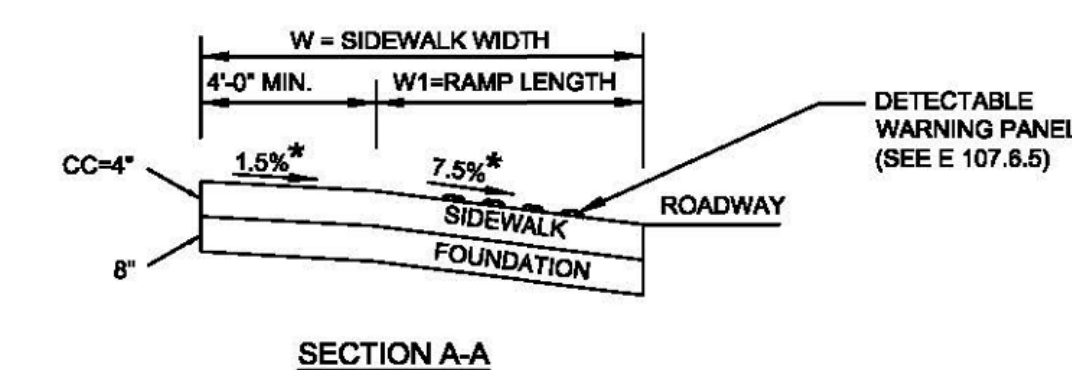 W = SIDEWALK WIDTH
4'-0" MIN.
W1=RAMP LENGTH
DETECTABLE
WARNING PANEL
(SEE E 107.6.5)
CC=4"
1.5%*
7.5%*
SIDEWALK
ROADWAY
FOUNDATION
8"
SECTION A-A